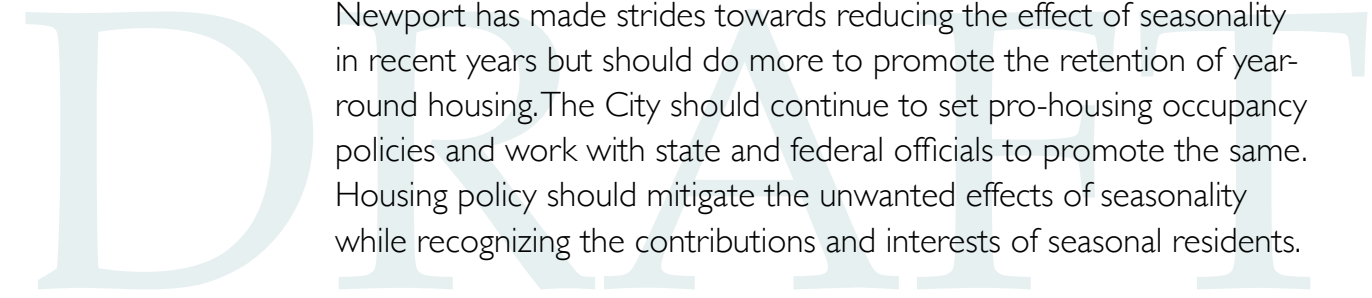 DRAFT
Newport has made strides towards reducing the effect of seasonality
in recent years but should do more to promote the retention of year-
round housing. The City should continue to set pro-housing occupancy
policies and work with state and federal officials to promote the same.
Housing policy should mitigate the unwanted effects of seasonality
while recognizing the contributions and interests of seasonal residents.